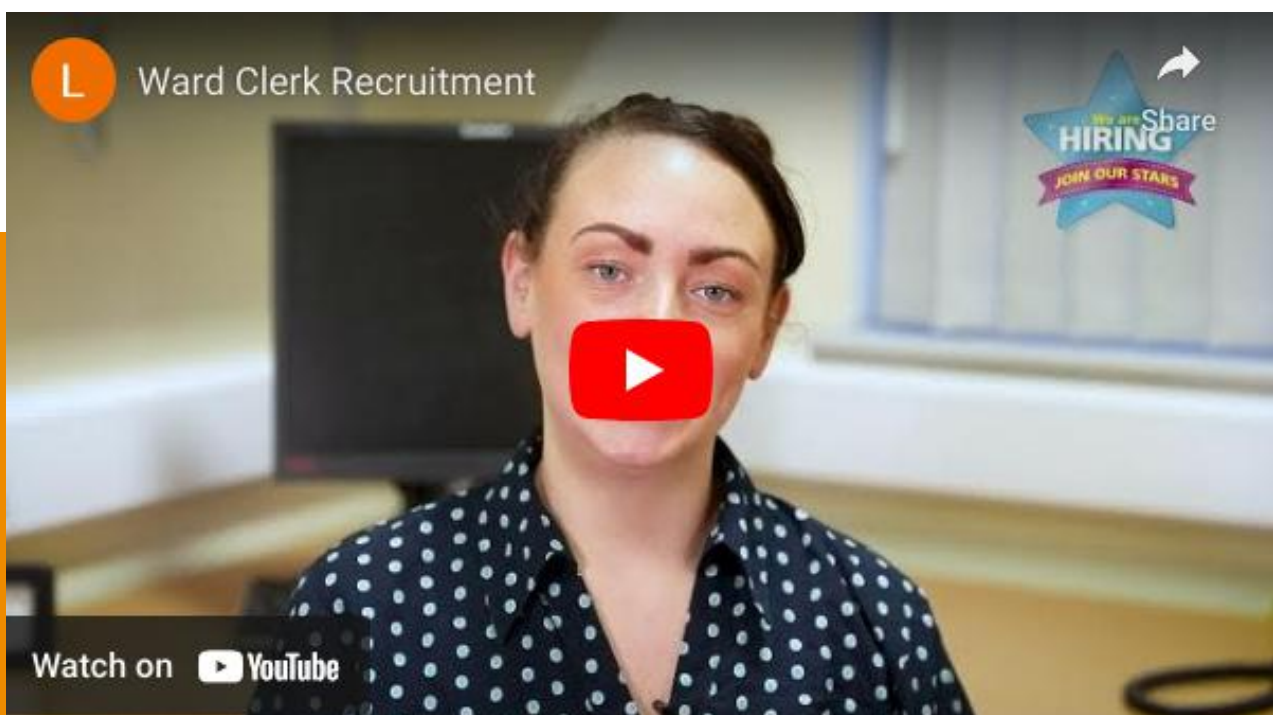 L
Ward Clerk Recruitment
We are
HIRING
JOIN OUR STARS
Share
Watch on YouTube